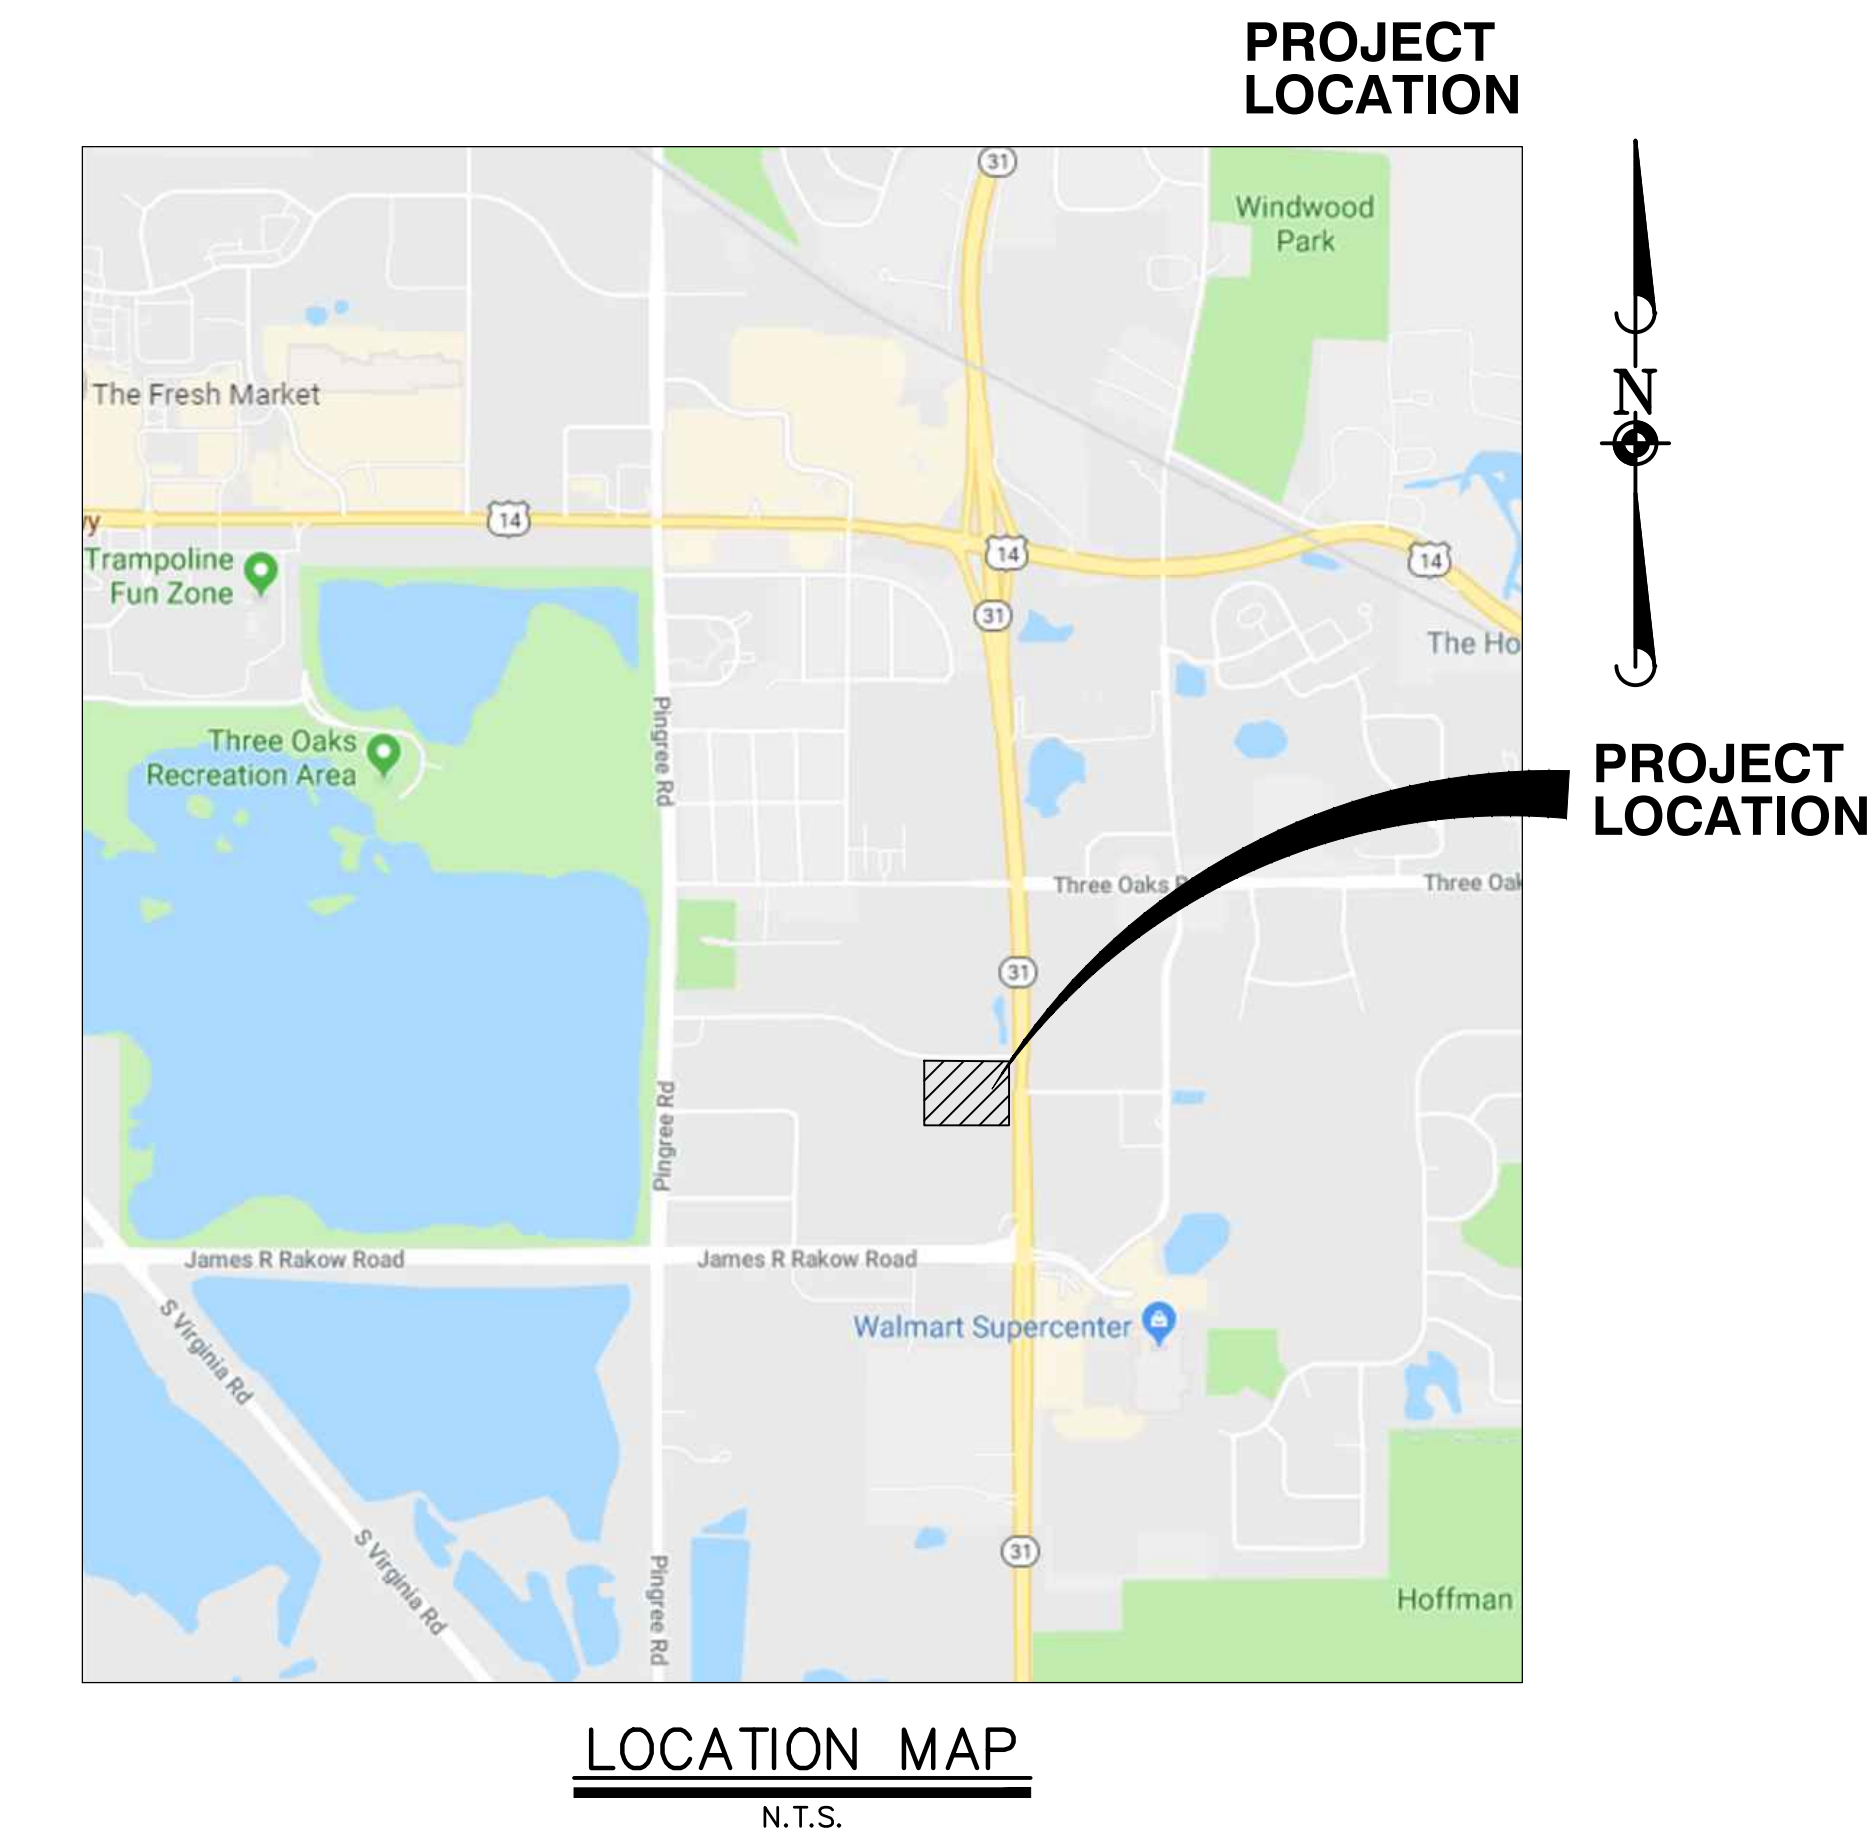 PROJECT
LOCATION
31
Windwood
Park
N
The Fresh Market
14
y
14
14
Trampoline
Fun Zone
31
The Ho
Pingree Rd
Three Oaks
Recreation Area
PROJECT
LOCATION
Three Oaks
Three Oak
31
Pingree Rd
James R Rakow Road
James R Rakow Road
S Virginia Rd
Walmart Supercenter
S Virginia Rd
31
Pingree Rd
Hoffman
LOCATION MAP
N.T.S.